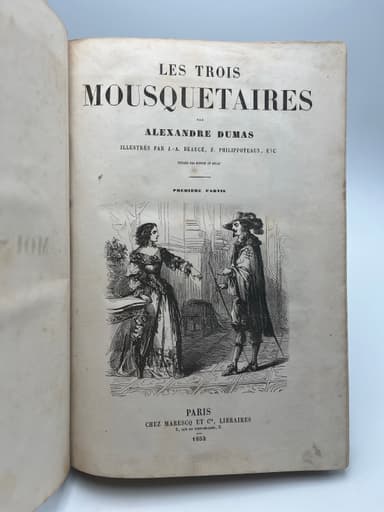 LES TROIS
MOUSQUETAIRES
PAR
ALEXANDRE DUMAS
ILLUSTRÉS PAR J.-A. BEAUCÉ, F. PHILIPPOTEAUX, ETC
PREMIÈRE PARTIE
PARIS
CHEZ MARESCQ ET Cie, LIBRAIRES